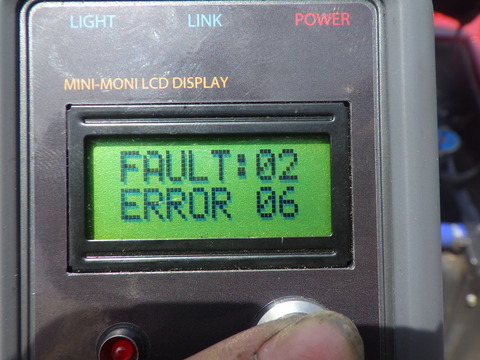 LIGHT LINK POWER
MINI-MONI LCD DISPLAY
FAULT:02
ERROR 06